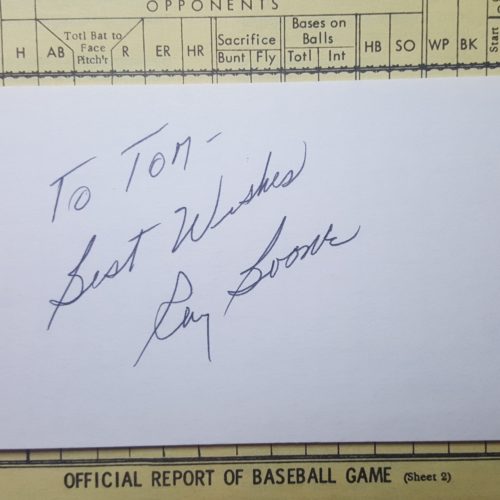 OPPONENTS
H AB Totl Bat to Face Pitch'r R ER HR Sacrifice Bases on Balls HB SO WP BK Start
Bunt Fly Totl Int
To Tom -
Best Wishes
Ray Boone
OFFICIAL REPORT OF BASEBALL GAME (Sheet 2)